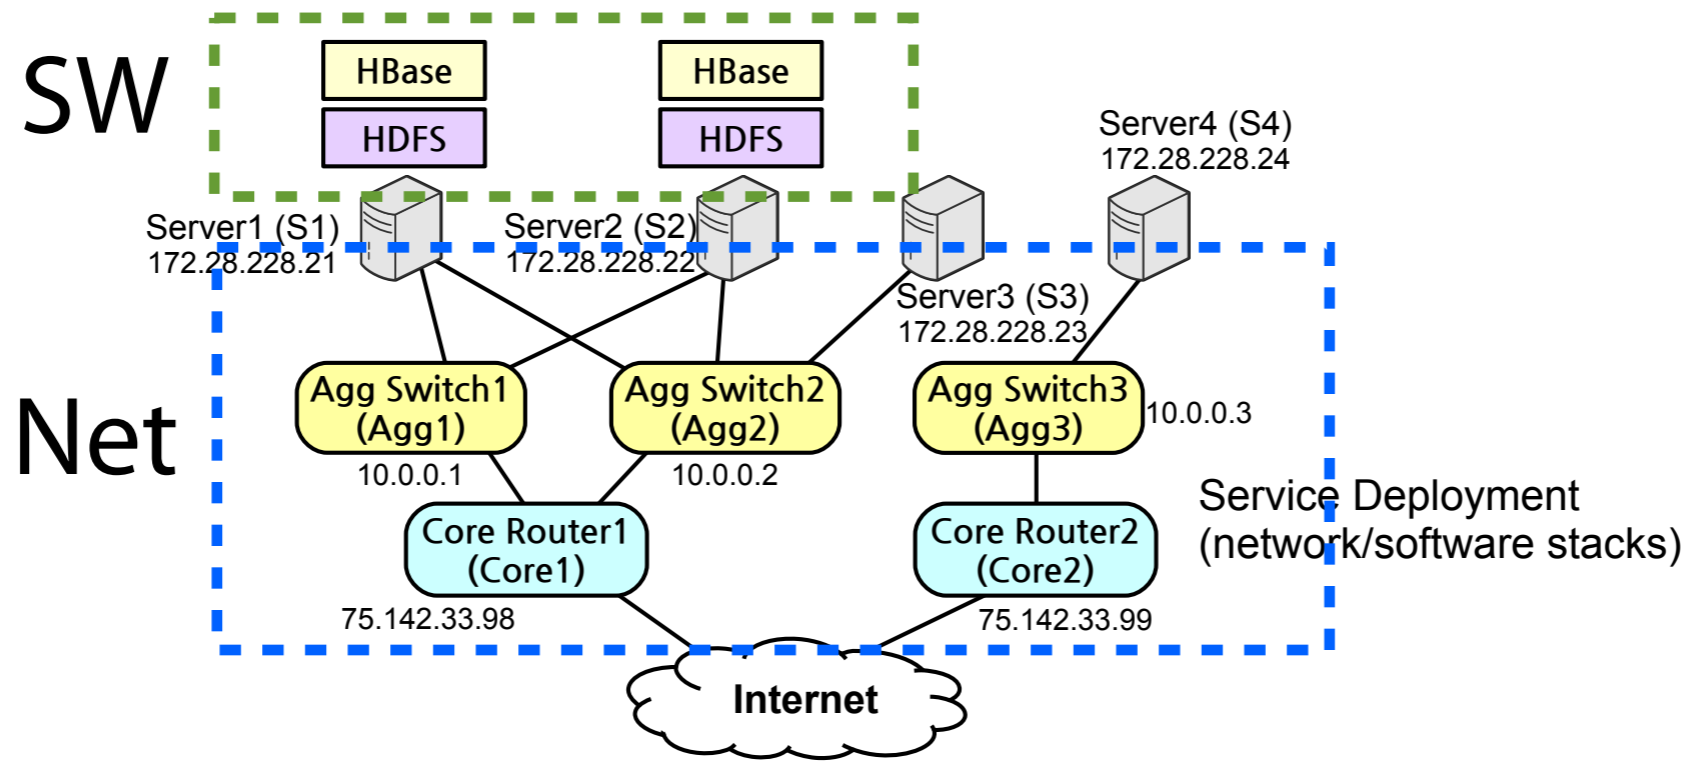 SW
HBase
HBase
HDFS
HDFS
Server4 (S4)
172.28.228.24
Server1 (S1)
172.28.228.21
Server2 (S2)
172.28.228.22
Server3 (S3)
172.28.228.23
Net
Agg Switch1
(Agg1)
10.0.0.1
Agg Switch2
(Agg2)
10.0.0.2
Agg Switch3
(Agg3)
10.0.0.3
Core Router1
(Core1)
75.142.33.98
Core Router2
(Core2)
75.142.33.99
Service Deployment
(network/software stacks)
Internet